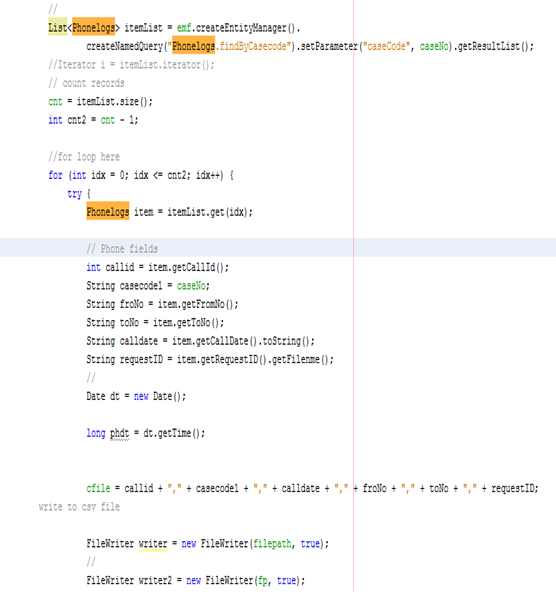 //
List<Phonelogs> itemList = emf.createEntityManager().
createNamedQuery("Phonelogs.findByCasecode").setParameter("caseCode", caseNo).getResultList();
//Iterator i = itemList.iterator();
// count records
cnt = itemList.size();
int cnt2 = cnt - 1;
//for loop here
for (int idx = 0; idx <= cnt2; idx++) {
try {
Phonelogs item = itemList.get(idx);
// Phone fields
int callid = item.getCallId();
String casecode1 = caseNo;
String froNo = item.getFromNo();
String toNo = item.getToNo();
String calldate = item.getCallDate().toString();
String requestID = item.getRequestID().getFilenme();
//
Date dt = new Date();
long phdt = dt.getTime();
cfile = callid + "," + casecode1 + "," + calldate + "," + froNo + "," + toNo + "," + requestID;
write to csv file
FileWriter writer = new FileWriter(filepath, true);
//
FileWriter writer2 = new FileWriter(fp, true);